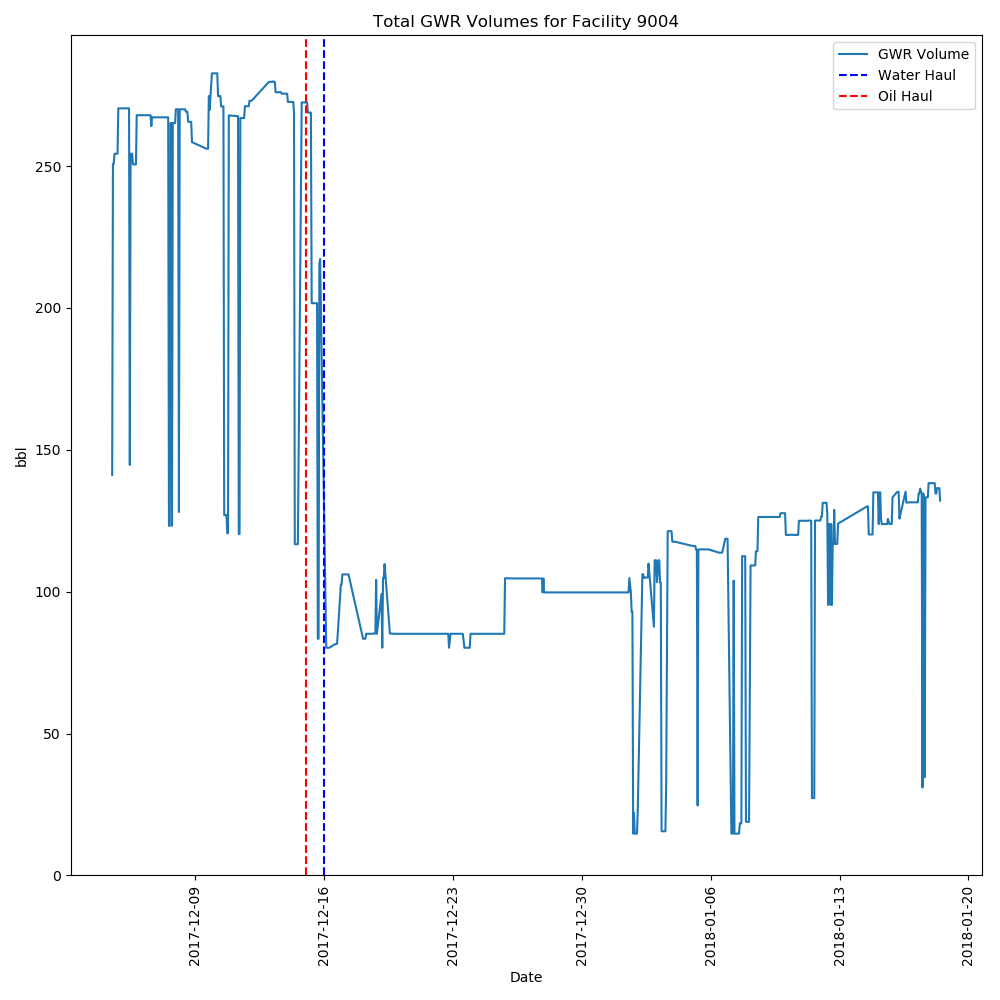 Total GWR Volumes for Facility 9004
GWR Volume
Water Haul
Oil Haul
250
200
150
100
50
0
bbl
2017-12-09
2017-12-16
2017-12-23
2017-12-30
2018-01-06
2018-01-13
2018-01-20
Date